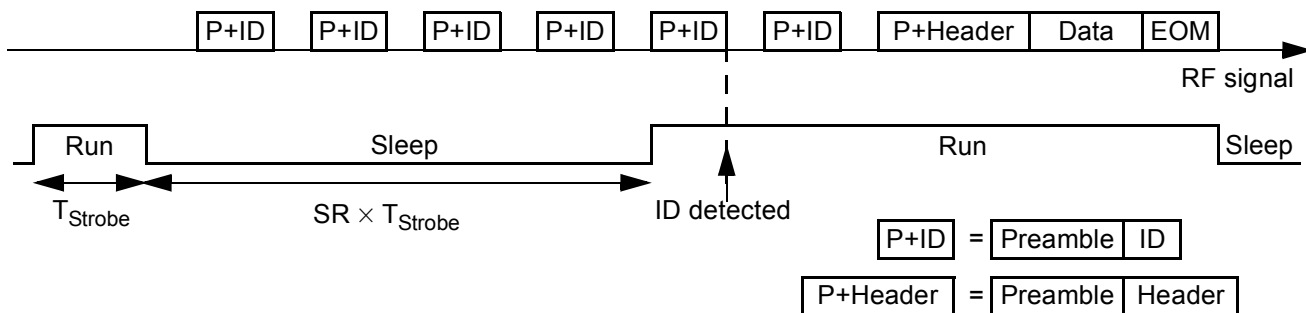 P+ID P+ID P+ID P+ID P+ID P+ID P+Header Data EOM
RF signal
Run Sleep Run Sleep
T_Strobe SR × T_Strobe ID detected
P+ID = Preamble ID
P+Header = Preamble Header